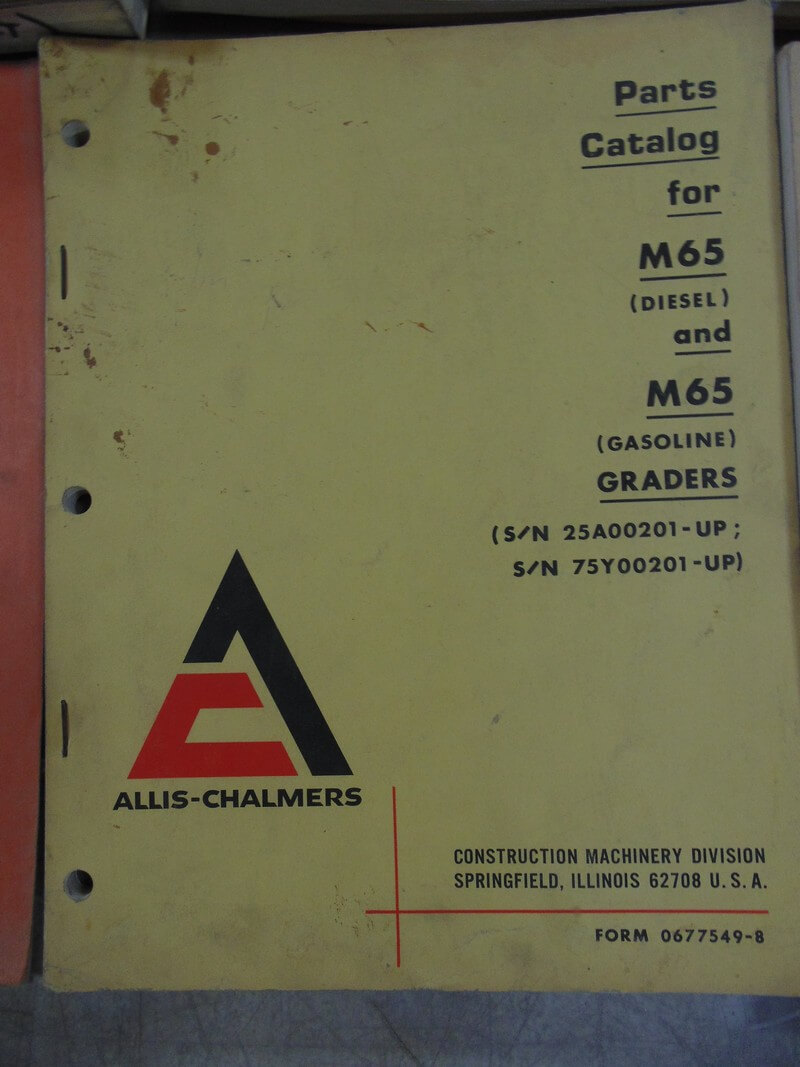 Parts
Catalog
for
M65
(DIESEL)
and
M65
(GASOLINE)
GRADERS
(S/N 25A00201-UP;
S/N 75Y00201-UP)
ALLIS-CHALMERS
CONSTRUCTION MACHINERY DIVISION
SPRINGFIELD, ILLINOIS 62708 U.S.A.
FORM 0677549-8